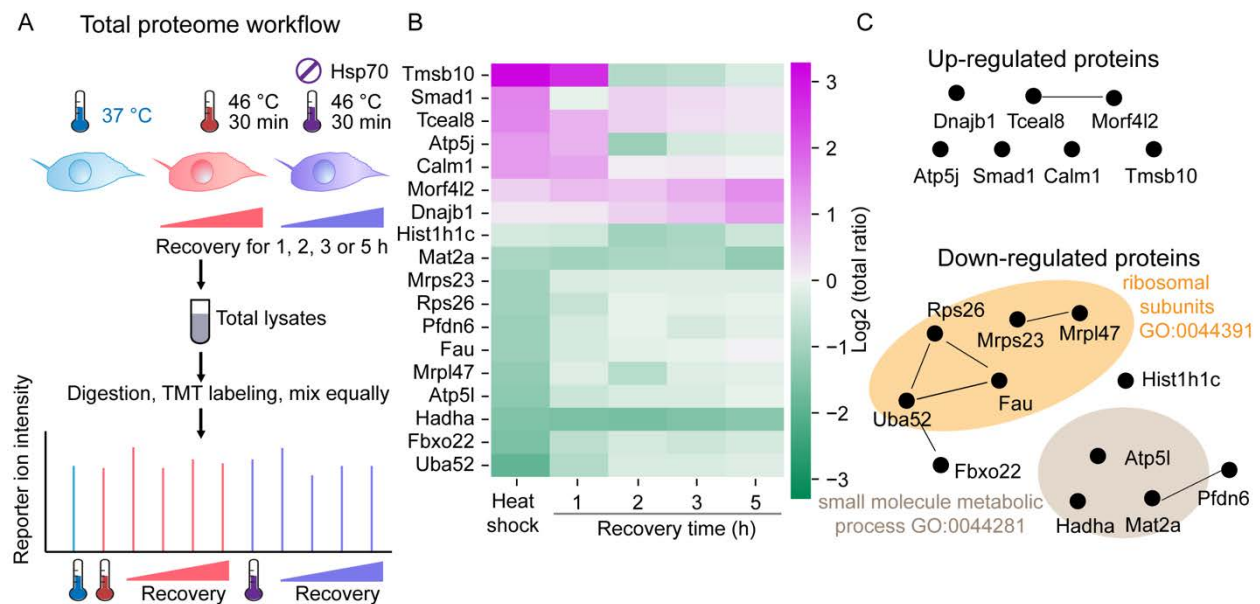 A
Total proteome workflow
Hsp70
37 °C
46 °C
30 min
46 °C
30 min
Recovery for 1, 2, 3 or 5 h
Total lysates
Digestion, TMT labeling, mix equally
Reporter ion intensity
Recovery
Recovery
B
Tmsb10
Smad1
Tceal8
Atp5j
Calm1
Morf4l2
Dnajb1
Hist1h1c
Mat2a
Mrps23
Rps26
Pfdn6
Fau
Mrpl47
Atp5l
Hadha
Fbxo22
Uba52
Heat
shock
1
2
3
5
Recovery time (h)
3
2
1
0
−1
−2
−3
Log2 (total ratio)
C
Up-regulated proteins
Dnajb1
Tceal8
Morf4l2
Atp5j
Smad1
Calm1
Tmsb10
Down-regulated proteins
ribosomal
subunits
GO:0044391
Rps26
Mrps23
Mrpl47
Hist1h1c
Fau
Uba52
Fbxo22
Atp5l
Pfdn6
Hadha
Mat2a
small molecule metabolic
process GO:0044281